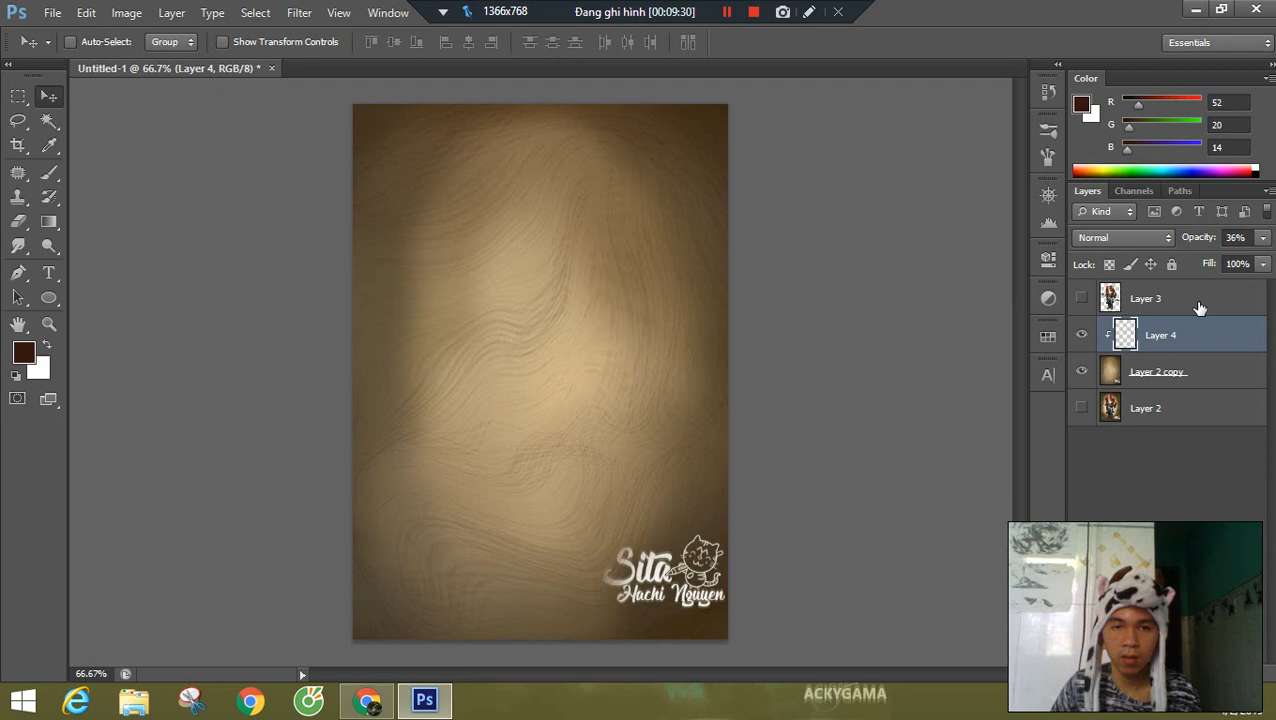 Ps File Edit Image Layer Type Select Filter View Window
1366x768 Đang ghi hình [00:09:30]
Auto-Select: Group Show Transform Controls Essentials
Untitled-1 @ 66.7% (Layer 4, RGB/8) * ×
Color
R 52
G 20
B 14
Layers Channels Paths
Kind
Normal Opacity: 36%
Lock: Fill: 100%
Layer 3
Layer 4
Layer 2 copy
Layer 2
Sita
Hachi Nguyen
66.67%
Ps
ACKYGAMA